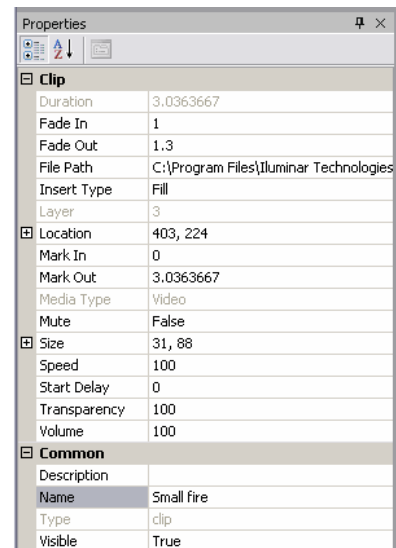 Properties
Clip
Duration 3.0363667
Fade In 1
Fade Out 1.3
File Path C:\Program Files\Iluminar Technologies
Insert Type Fill
Layer 3
Location 403, 224
Mark In 0
Mark Out 3.0363667
Media Type Video
Mute False
Size 31, 88
Speed 100
Start Delay 0
Transparency 100
Volume 100
Common
Description
Name Small fire
Type clip
Visible True